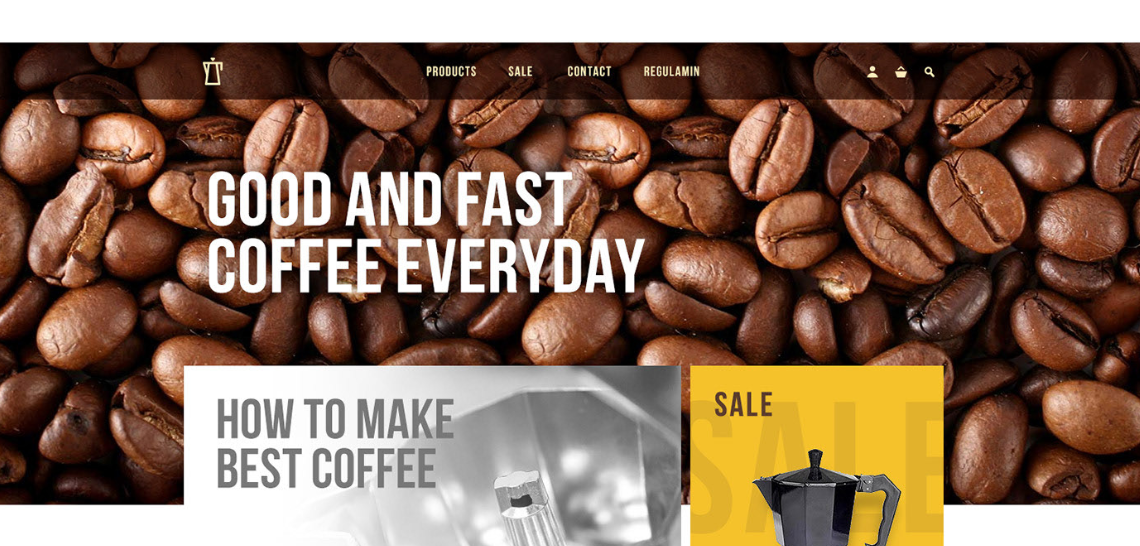 PRODUCTS SALE CONTACT REGULAMIN
GOOD AND FAST
COFFEE EVERYDAY
HOW TO MAKE
BEST COFFEE
SALE
SALE